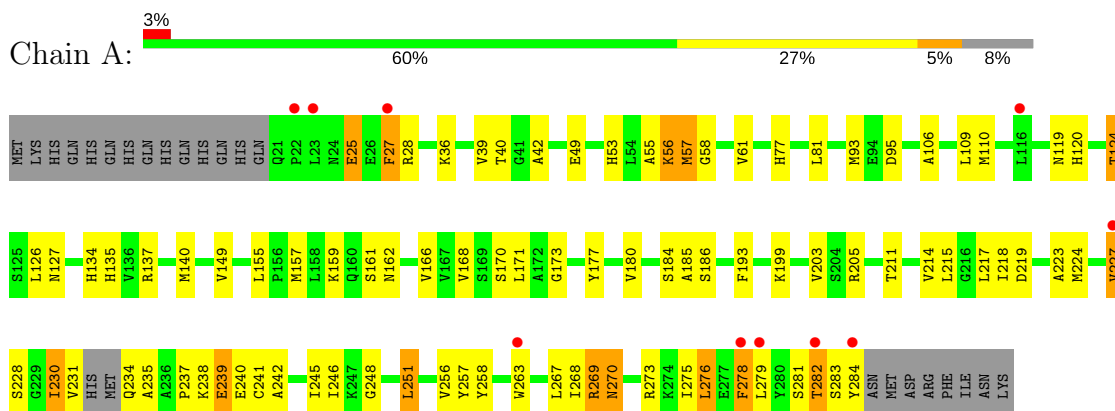 3%
Chain A:
60% 27% 5% 8%
MET LYS HIS GLN HIS GLN HIS GLN HIS GLN HIS GLN HIS GLN Q21 P22 L23 N24 E25 E26 F27 R28 K36 V39 T40 G41 A42 E49 H53 L54 A55 K56 M57 G58 V61 H77 L81 M93 E94 D95 A106 L109 M110 L116 N119 H120 T124
S125 L126 N127 H134 H135 V136 R137 M140 V149 L155 P156 M157 L158 K159 Q160 S161 N162 V166 V167 V168 S169 S170 L171 A172 G173 Y177 V180 S184 A185 S186 F193 K199 V203 S204 R205 T211 V214 L215 G216 L217 I218 D219 A223 M224 V227
S228 G229 I230 V231 HIS MET Q234 A235 A236 P237 K238 E239 E240 C241 A242 I245 I246 K247 G248 L251 V256 Y257 Y258 W263 L267 I268 R269 N270 R273 K274 I275 L276 E277 F278 L279 Y280 S281 T282 S283 Y284 ASN MET ASP ARG PHE ILE ASN LYS